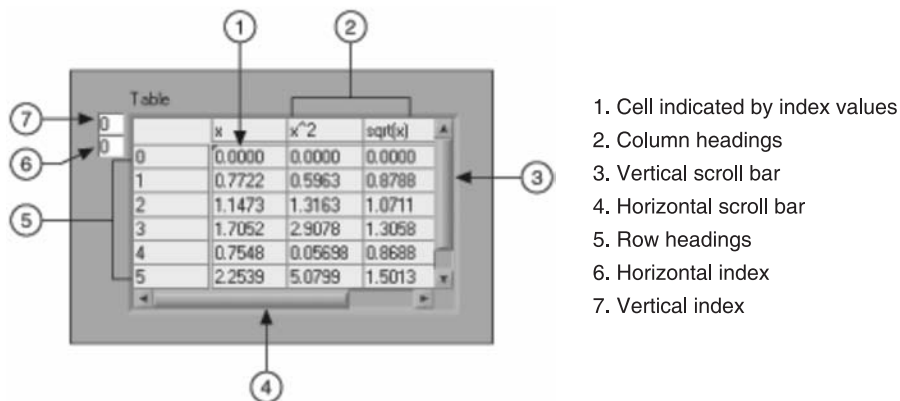 1
2
Table
7
0
x x^2 sqrt(x)
6
0
0 0.0000 0.0000 0.0000
1 0.7722 0.5963 0.8788
2 1.1473 1.3163 1.0711
3
5
3 1.7052 2.9078 1.3058
4 0.7548 0.05698 0.8688
5 2.2539 5.0799 1.5013
4
1. Cell indicated by index values
2. Column headings
3. Vertical scroll bar
4. Horizontal scroll bar
5. Row headings
6. Horizontal index
7. Vertical index